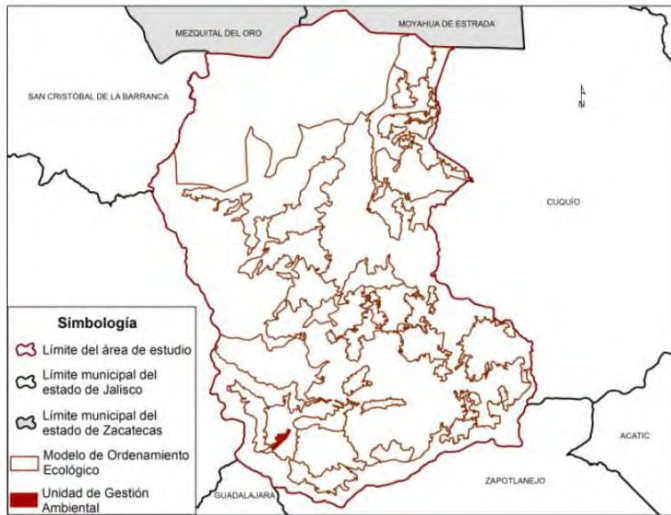 MEZQUITAL DEL ORO
MOYAHUA DE ESTRADA
SAN CRISTÓBAL DE LA BARRANCA
N
CUQUÍO
Simbología
Límite del área de estudio
Límite municipal del
estado de Jalisco
Límite municipal del
estado de Zacatecas
Modelo de Ordenamiento
Ecológico
Unidad de Gestión
Ambiental
GUADALAJARA
ZAPOTLANEJO
ACATIC